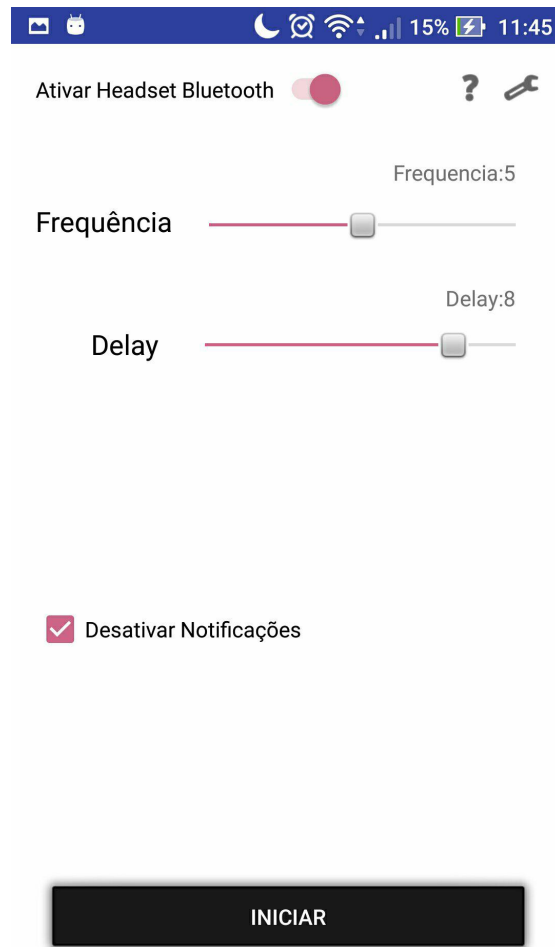 15% 11:45
Ativar Headset Bluetooth ?
Frequencia:5
Frequência
Delay:8
Delay
Desativar Notificações
INICIAR